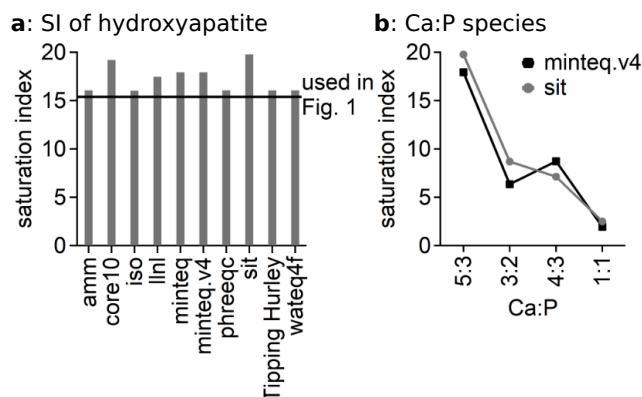 a: SI of hydroxyapatite
saturation index
20
15
10
5
0
used in
Fig. 1
amm
core10
iso
llnl
minteq
minteq.v4
phreeqc
sit
Tipping Hurley
wateq4f
b: Ca:P species
saturation index
20
15
10
5
0
minteq.v4
sit
5:3
3:2
4:3
1:1
Ca:P